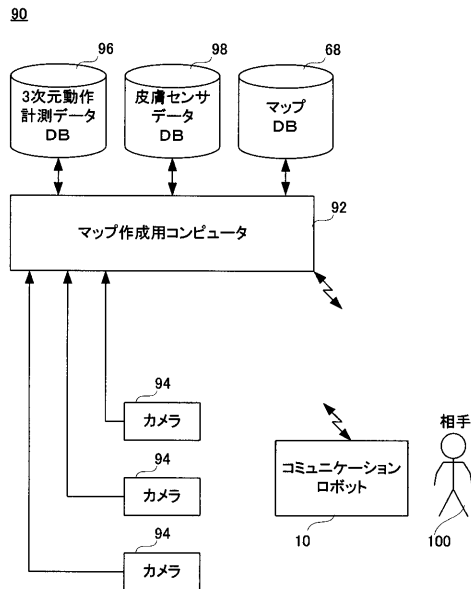 90
96
98
68
3次元動作
計測データ
DB
皮膚センサ
データ
DB
マップ
DB
92
マップ作成用コンピュータ
94
カメラ
94
カメラ
94
カメラ
コミュニケーション
ロボット
10
相手
100